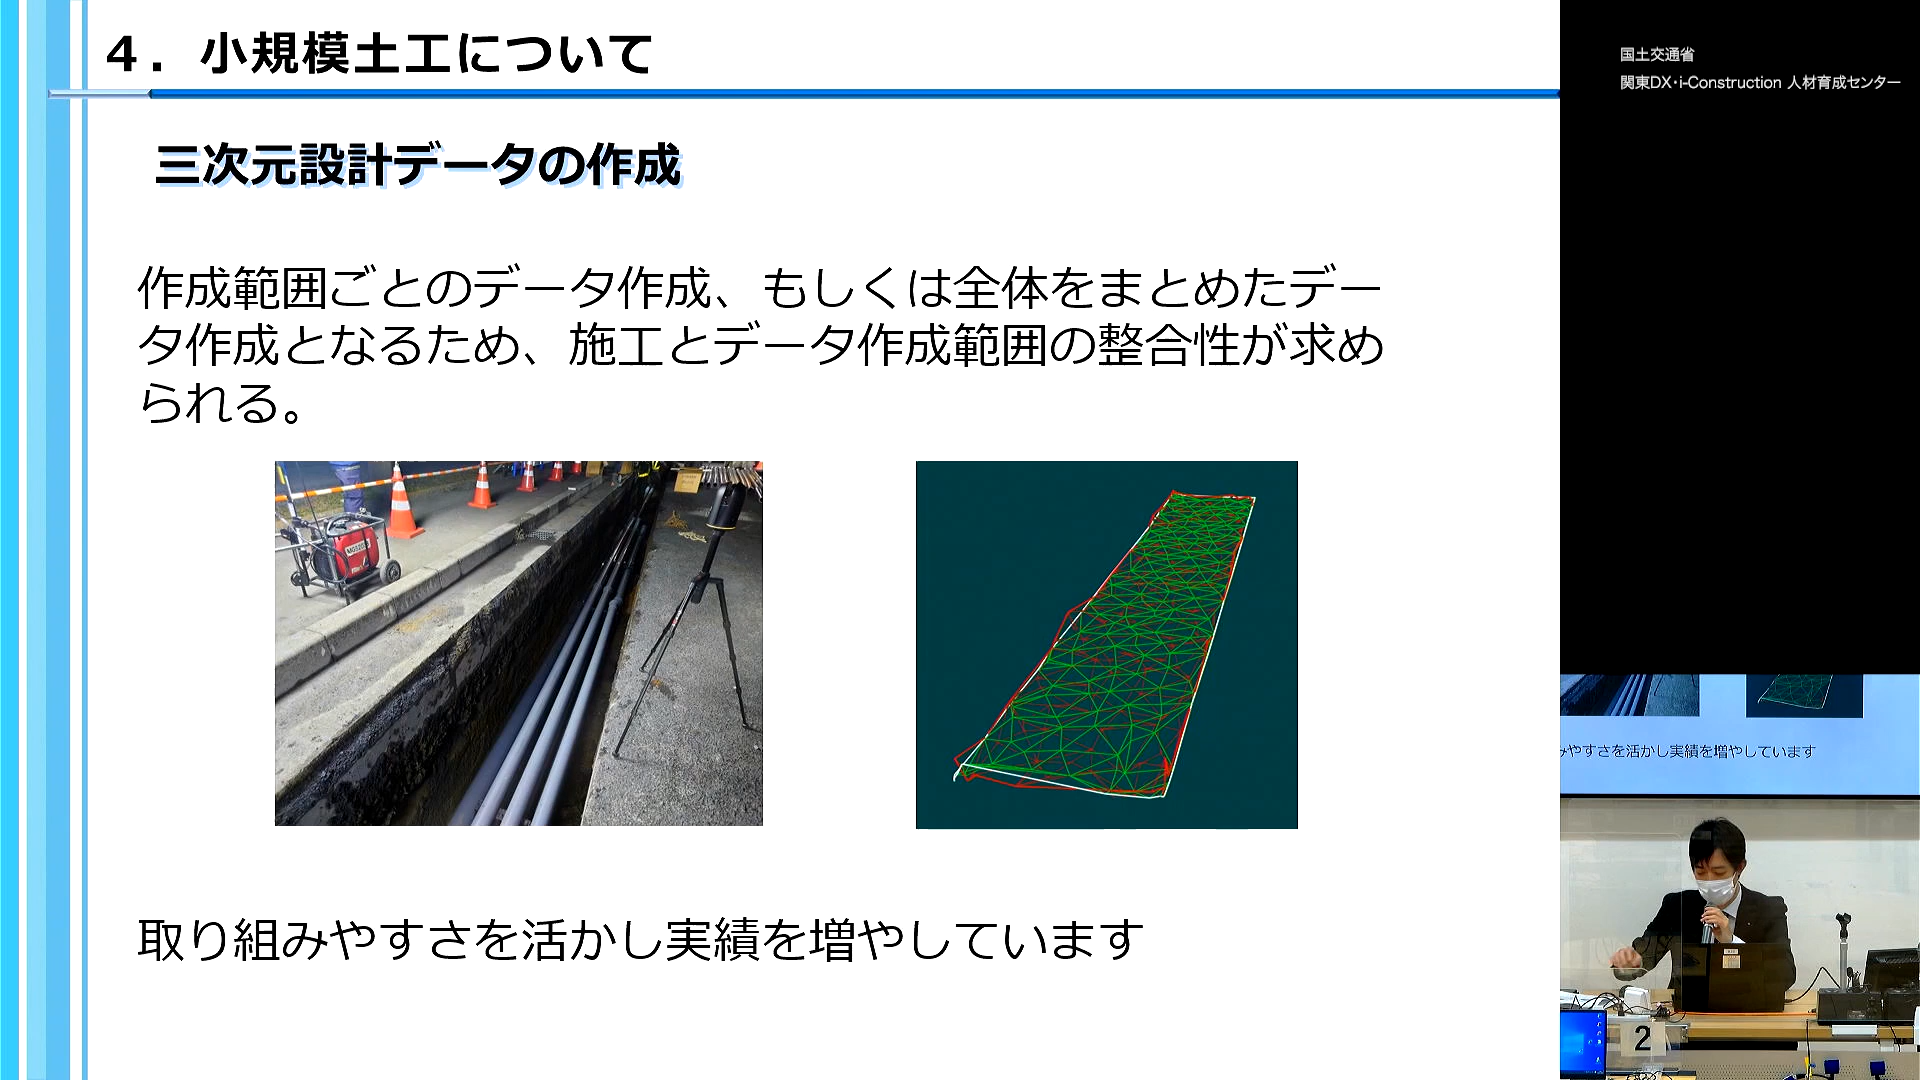 ４．小規模土工について
三次元設計データの作成
作成範囲ごとのデータ作成、もしくは全体をまとめたデー
タ作成となるため、施工とデータ作成範囲の整合性が求め
られる。
取り組みやすさを活かし実績を増やしています
国土交通省
関東DX・i-Construction 人材育成センター
やすさを活かし実績を増やしています
2